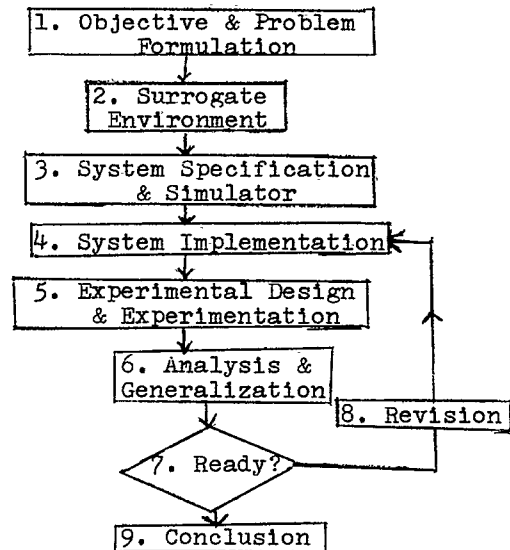 1. Objective & Problem
Formulation
2. Surrogate
Environment
3. System Specification
& Simulator
4. System Implementation
5. Experimental Design
& Experimentation
6. Analysis &
Generalization
7. Ready?
8. Revision
9. Conclusion